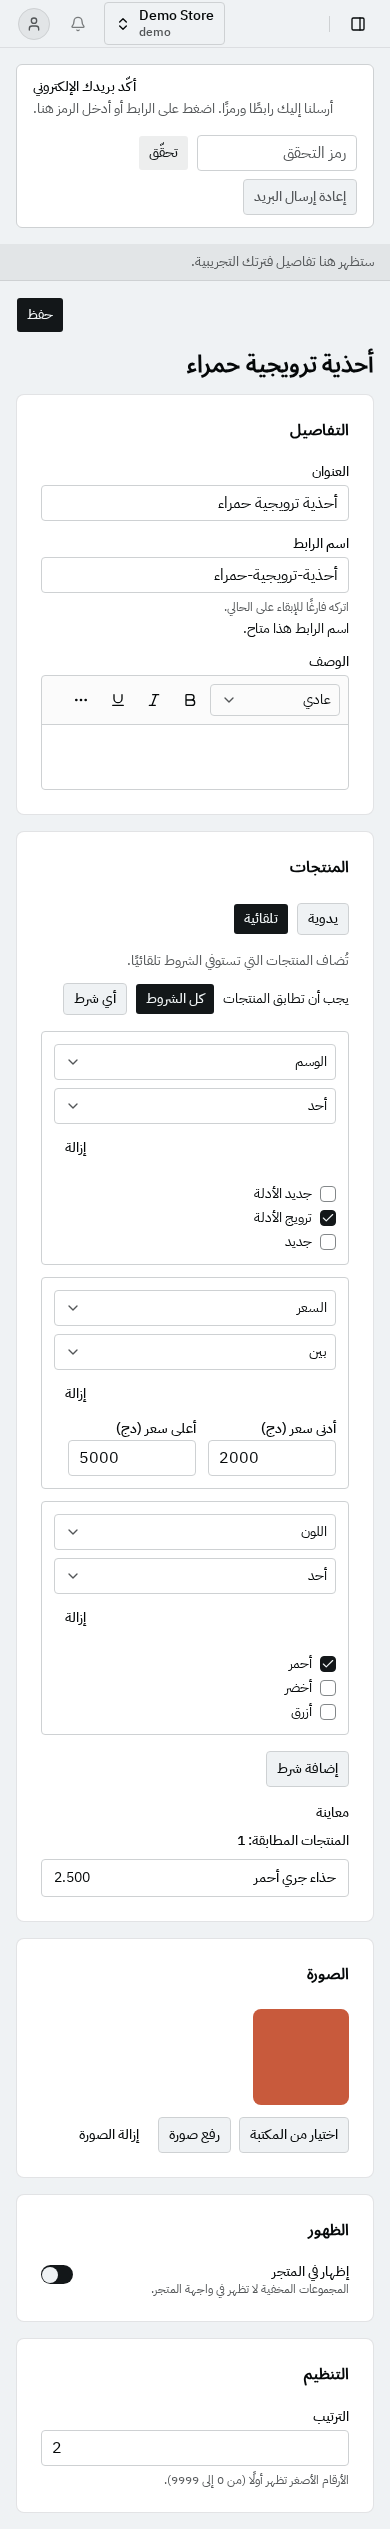 Demo Store
demo
أكّد بريدك الإلكتروني
أرسلنا إليك رابطًا ورمزًا. اضغط على الرابط أو أدخل الرمز هنا.
رمز التحقق
تحقّق
إعادة إرسال البريد
ستظهر هنا تفاصيل فترتك التجريبية.
حفظ
أحذية ترويجية حمراء
التفاصيل
العنوان
أحذية ترويجية حمراء
اسم الرابط
أحذية-ترويجية-حمراء
اتركه فارغًا للإبقاء على الحالي.
اسم الرابط هذا متاح.
الوصف
عادي
المنتجات
يدوية
تلقائية
تُضاف المنتجات التي تستوفي الشروط تلقائيًا.
يجب أن تطابق المنتجات
كل الشروط
أي شرط
الوسم
أحد
إزالة
جديد الأدلة
ترويج الأدلة
جديد
السعر
بين
إزالة
أدنى سعر (دج)
أعلى سعر (دج)
2000
5000
اللون
أحد
إزالة
أحمر
أخضر
أزرق
إضافة شرط
معاينة
المنتجات المطابقة: 1
حذاء جري أحمر
2.500
الصورة
اختيار من المكتبة
رفع صورة
إزالة الصورة
الظهور
إظهار في المتجر
المجموعات المخفية لا تظهر في واجهة المتجر.
التنظيم
الترتيب
2
الأرقام الأصغر تظهر أولًا (من 0 إلى 9999).